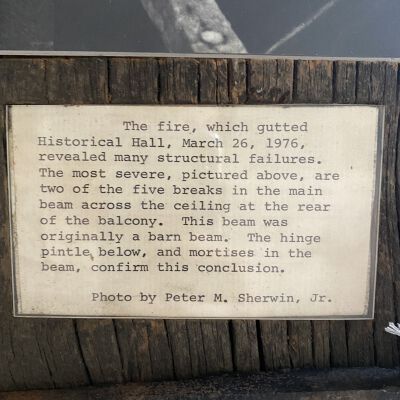 The fire, which gutted
Historical Hall, March 26, 1976,
revealed many structural failures.
The most severe, pictured above, are
two of the five breaks in the main
beam across the ceiling at the rear
of the balcony.  This beam was
originally a barn beam.  The hinge
pintle below, and mortises in the
beam, confirm this conclusion.
Photo by Peter M. Sherwin, Jr.